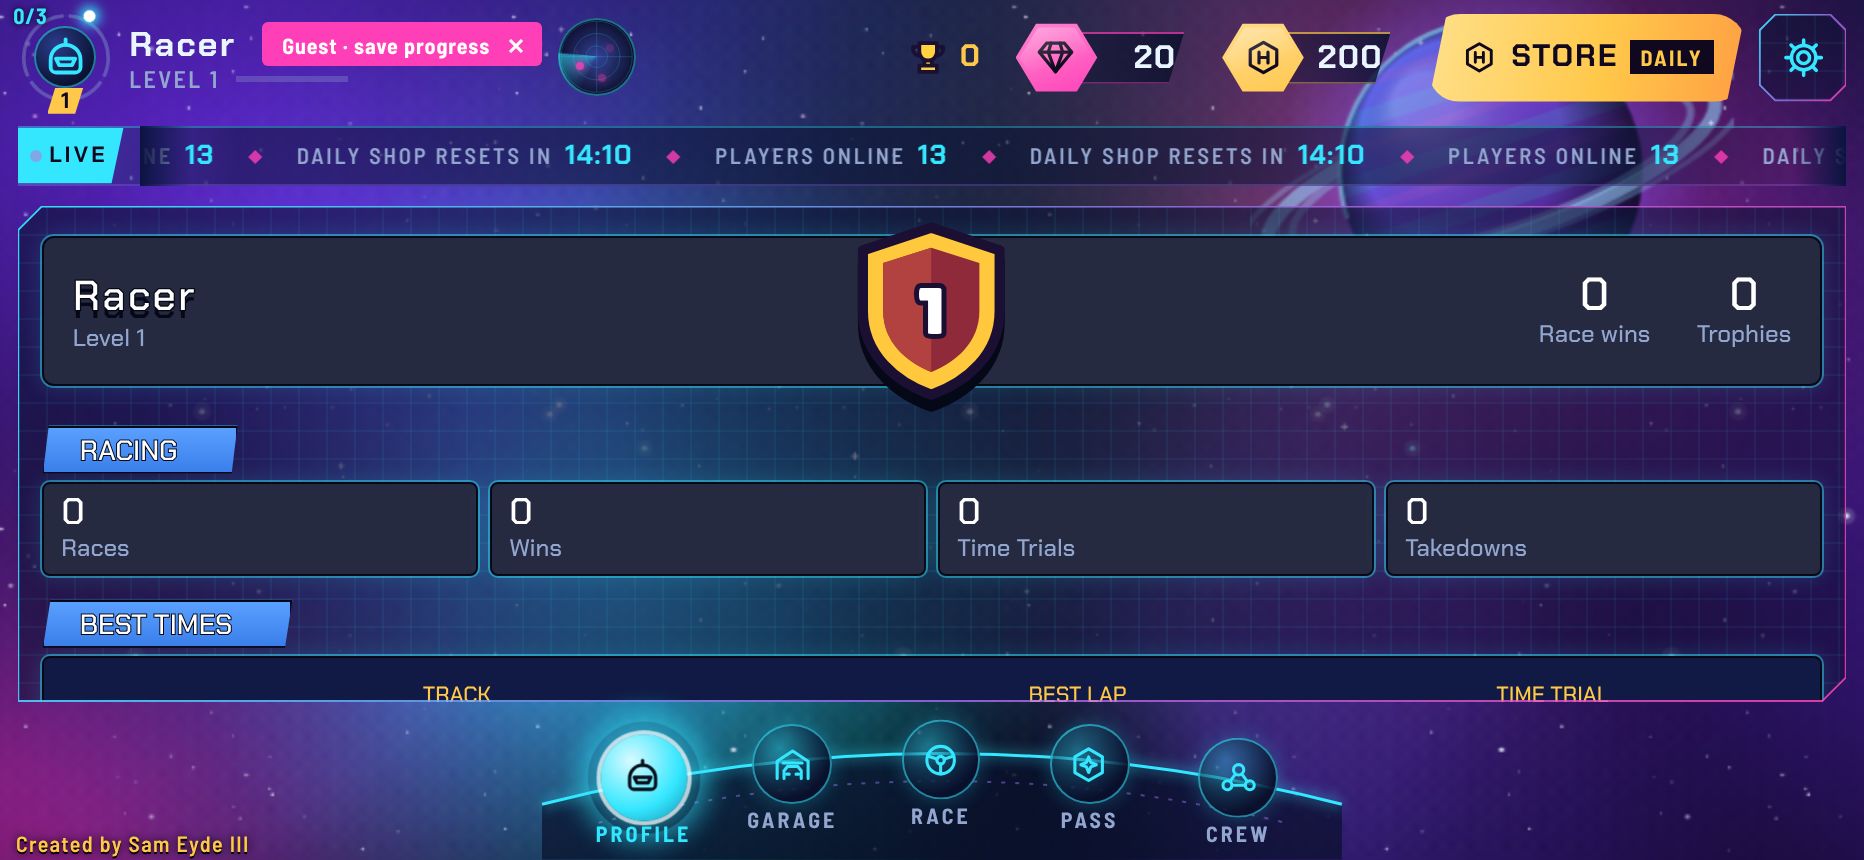 0/3
Racer
LEVEL 1
1
Guest · save progress ✕
0
20
200
STORE DAILY
LIVE
NE 13 ◆ DAILY SHOP RESETS IN 14:10 ◆ PLAYERS ONLINE 13 ◆ DAILY SHOP RESETS IN 14:10 ◆ PLAYERS ONLINE 13 ◆ DAILY S
Racer
Level 1
1
0
Race wins
0
Trophies
RACING
0
Races
0
Wins
0
Time Trials
0
Takedowns
BEST TIMES
TRACK BEST LAP TIME TRIAL
PROFILE
GARAGE
RACE
PASS
CREW
Created by Sam Eyde III